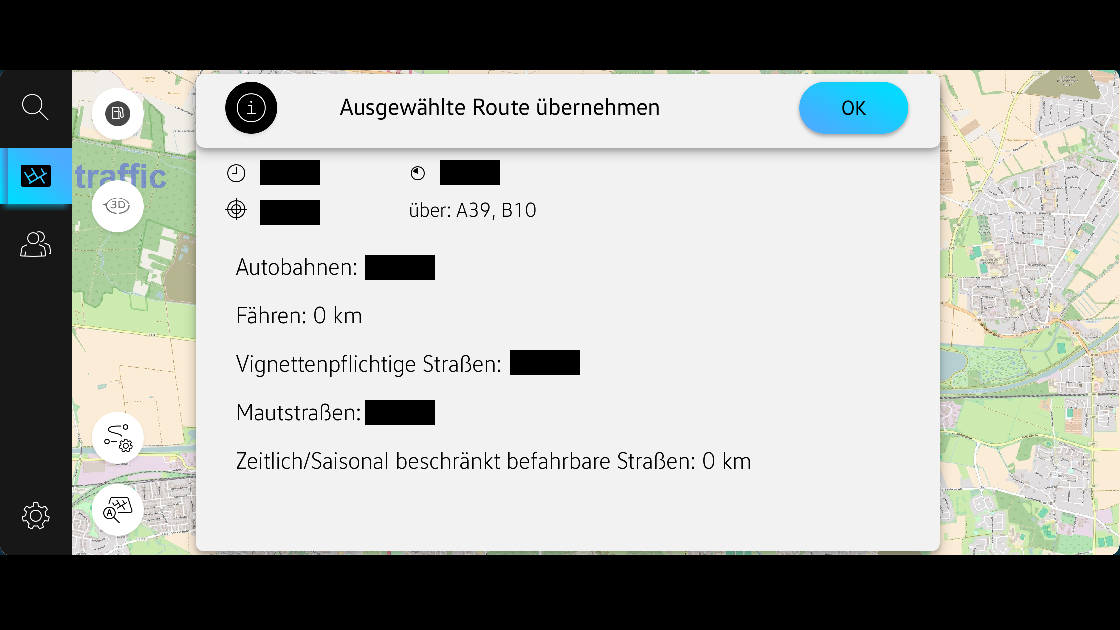 Ausgewählte Route übernehmen
OK
traffic
3D
über: A39, B10
Autobahnen:
Fähren: 0 km
Vignettenpflichtige Straßen:
Mautstraßen:
Zeitlich/Saisonal beschränkt befahrbare Straßen: 0 km
A